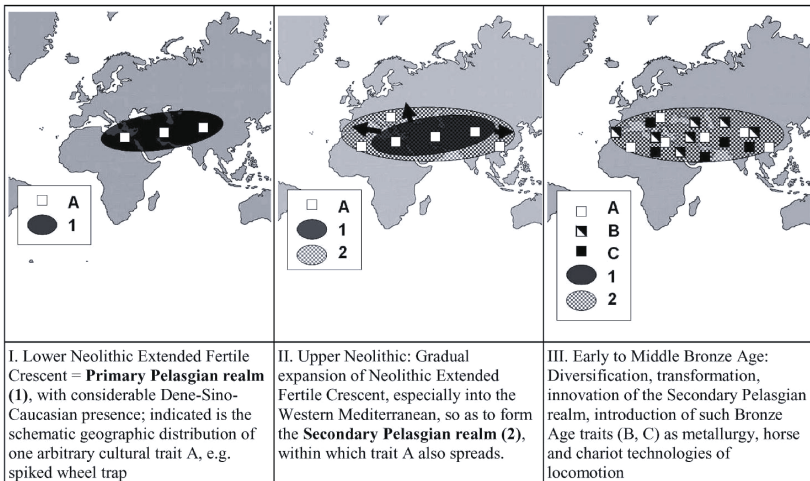 A
1
A
1
2
A
B
C
1
2
I. Lower Neolithic Extended Fertile
Crescent = Primary Pelasgian realm
(1), with considerable Dene-Sino-
Caucasian presence; indicated is the
schematic geographic distribution of
one arbitrary cultural trait A, e.g.
spiked wheel trap
II. Upper Neolithic: Gradual
expansion of Neolithic Extended
Fertile Crescent, especially into the
Western Mediterranean, so as to form
the Secondary Pelasgian realm (2),
within which trait A also spreads.
III. Early to Middle Bronze Age:
Diversification, transformation,
innovation of the Secondary Pelasgian
realm, introduction of such Bronze
Age traits (B, C) as metallurgy, horse
and chariot technologies of
locomotion